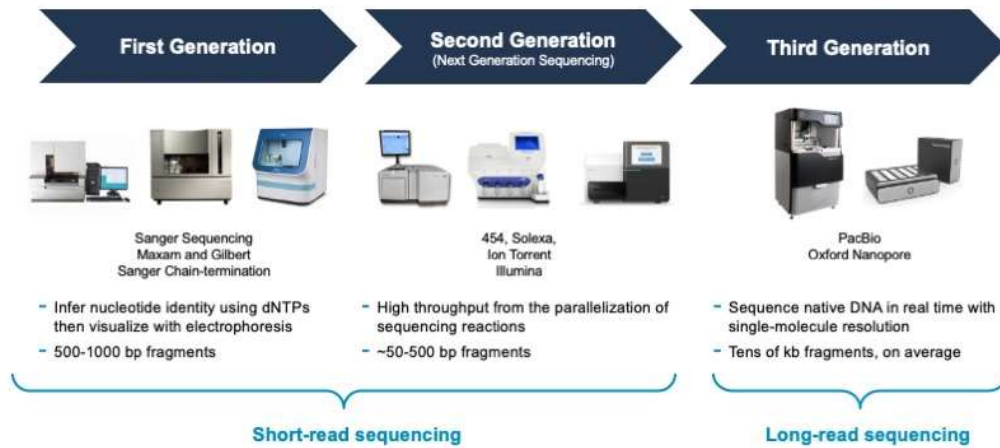 First Generation
Second Generation
(Next Generation Sequencing)
Third Generation
Sanger Sequencing
Maxam and Gilbert
Sanger Chain-termination
454, Solexa,
Ion Torrent
Illumina
PacBio
Oxford Nanopore
- Infer nucleotide identity using dNTPs
then visualize with electrophoresis
- 500-1000 bp fragments
- High throughput from the parallelization of
sequencing reactions
- ~50-500 bp fragments
- Sequence native DNA in real time with
single-molecule resolution
- Tens of kb fragments, on average
Short-read sequencing
Long-read sequencing